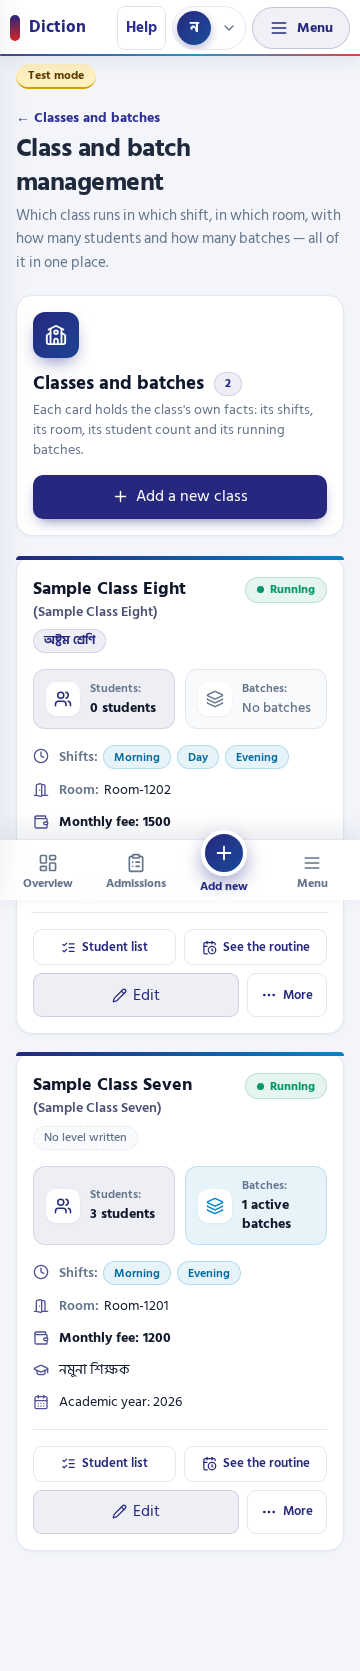 Diction
Help
ন
Menu
Test mode
← Classes and batches
Class and batch
management
Which class runs in which shift, in which room, with
how many students and how many batches — all of
it in one place.
Classes and batches 2
Each card holds the class's own facts: its shifts,
its room, its student count and its running
batches.
+ Add a new class
Sample Class Eight
Running
(Sample Class Eight)
অষ্টম শ্রেণি
Students:
0 students
Batches:
No batches
Shifts: Morning Day Evening
Room: Room-1202
Monthly fee: 1500
Overview
Admissions
Add new
Menu
Student list
See the routine
Edit
More
Sample Class Seven
Running
(Sample Class Seven)
No level written
Students:
3 students
Batches:
1 active
batches
Shifts: Morning Evening
Room: Room-1201
Monthly fee: 1200
নমুনা শিক্ষক
Academic year: 2026
Student list
See the routine
Edit
More